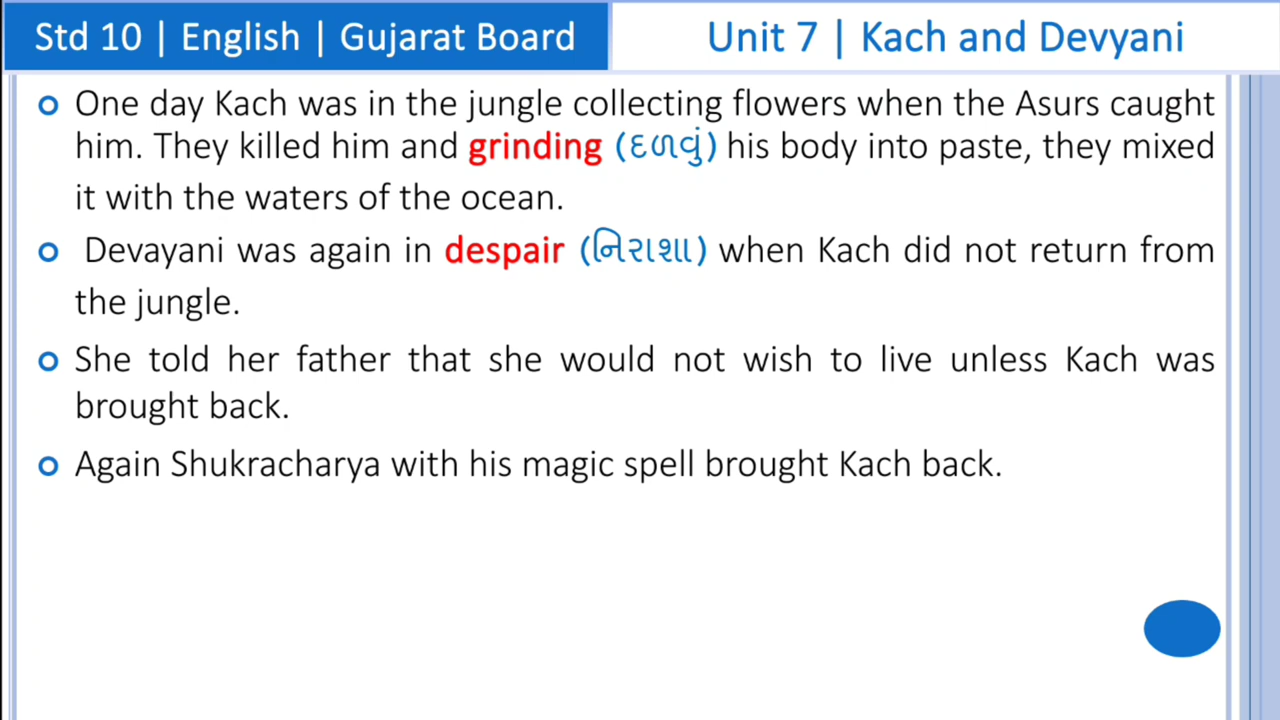 Std 10 | English | Gujarat Board
Unit 7 | Kach and Devyani
One day Kach was in the jungle collecting flowers when the Asurs caught
him. They killed him and grinding (દળવું) his body into paste, they mixed
it with the waters of the ocean.
Devayani was again in despair (નિરાશા) when Kach did not return from
the jungle.
She told her father that she would not wish to live unless Kach was
brought back.
Again Shukracharya with his magic spell brought Kach back.